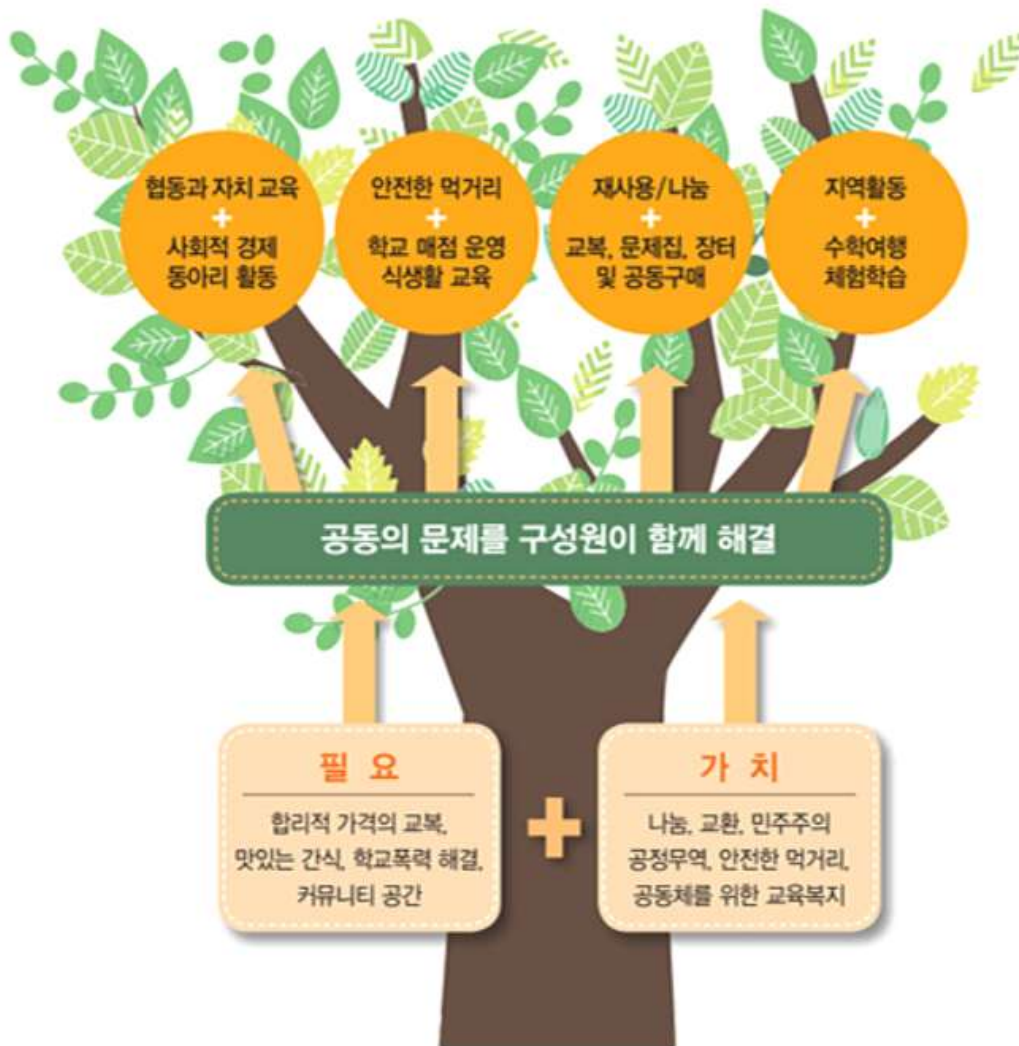 협동과 자치 교육
+
사회적 경제
동아리 활동
안전한 먹거리
+
학교 매점 운영
식생활 교육
재사용/나눔
+
교복, 문제집, 장터
및 공동구매
지역활동
+
수학여행
체험학습
공동의 문제를 구성원이 함께 해결
필 요
합리적 가격의 교복,
맛있는 간식, 학교폭력 해결,
커뮤니티 공간
+
가 치
나눔, 교환, 민주주의
공정무역, 안전한 먹거리,
공동체를 위한 교육복지